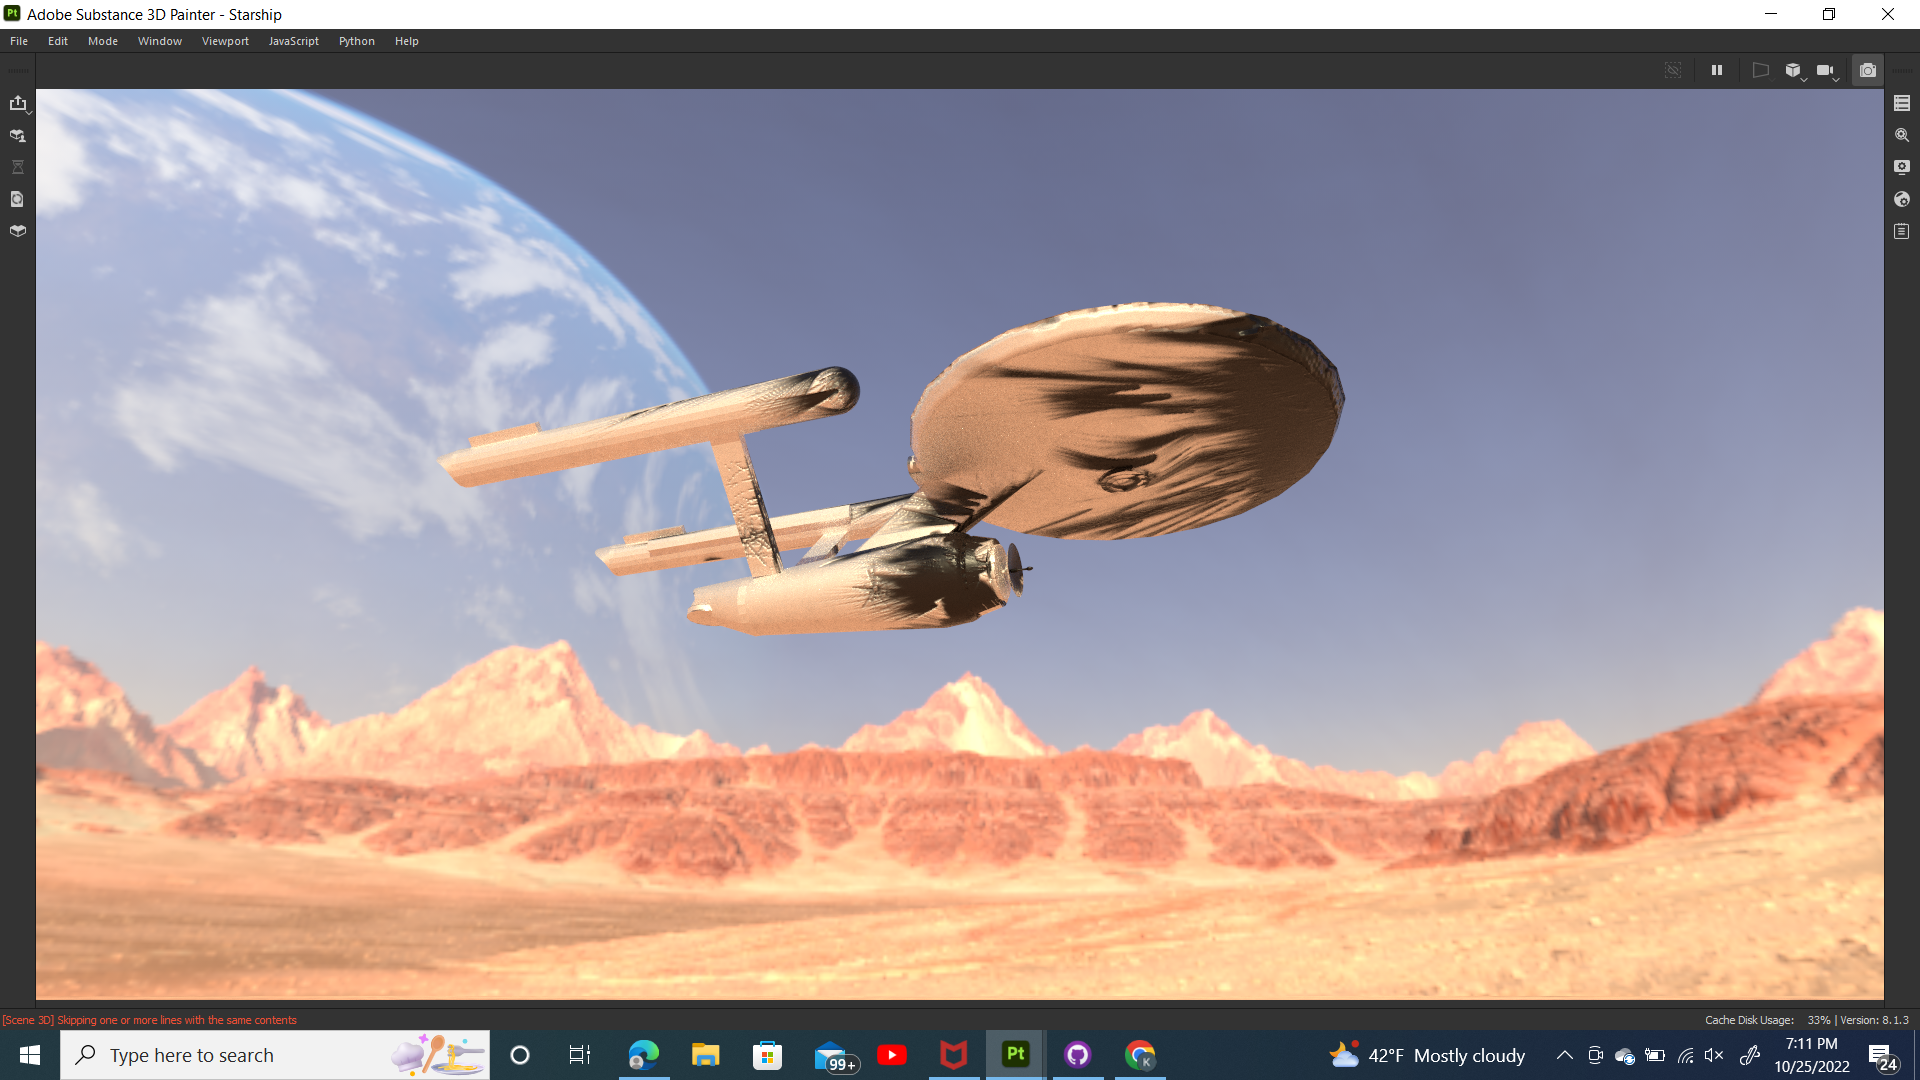 Pt Adobe Substance 3D Painter - Starship
File Edit Mode Window Viewport JavaScript Python Help
[Scene 3D] Skipping one or more lines with the same contents
Cache Disk Usage: 33% | Version: 8.1.3
Type here to search
99+
Pt
K
42°F Mostly cloudy
7:11 PM
10/25/2022
24